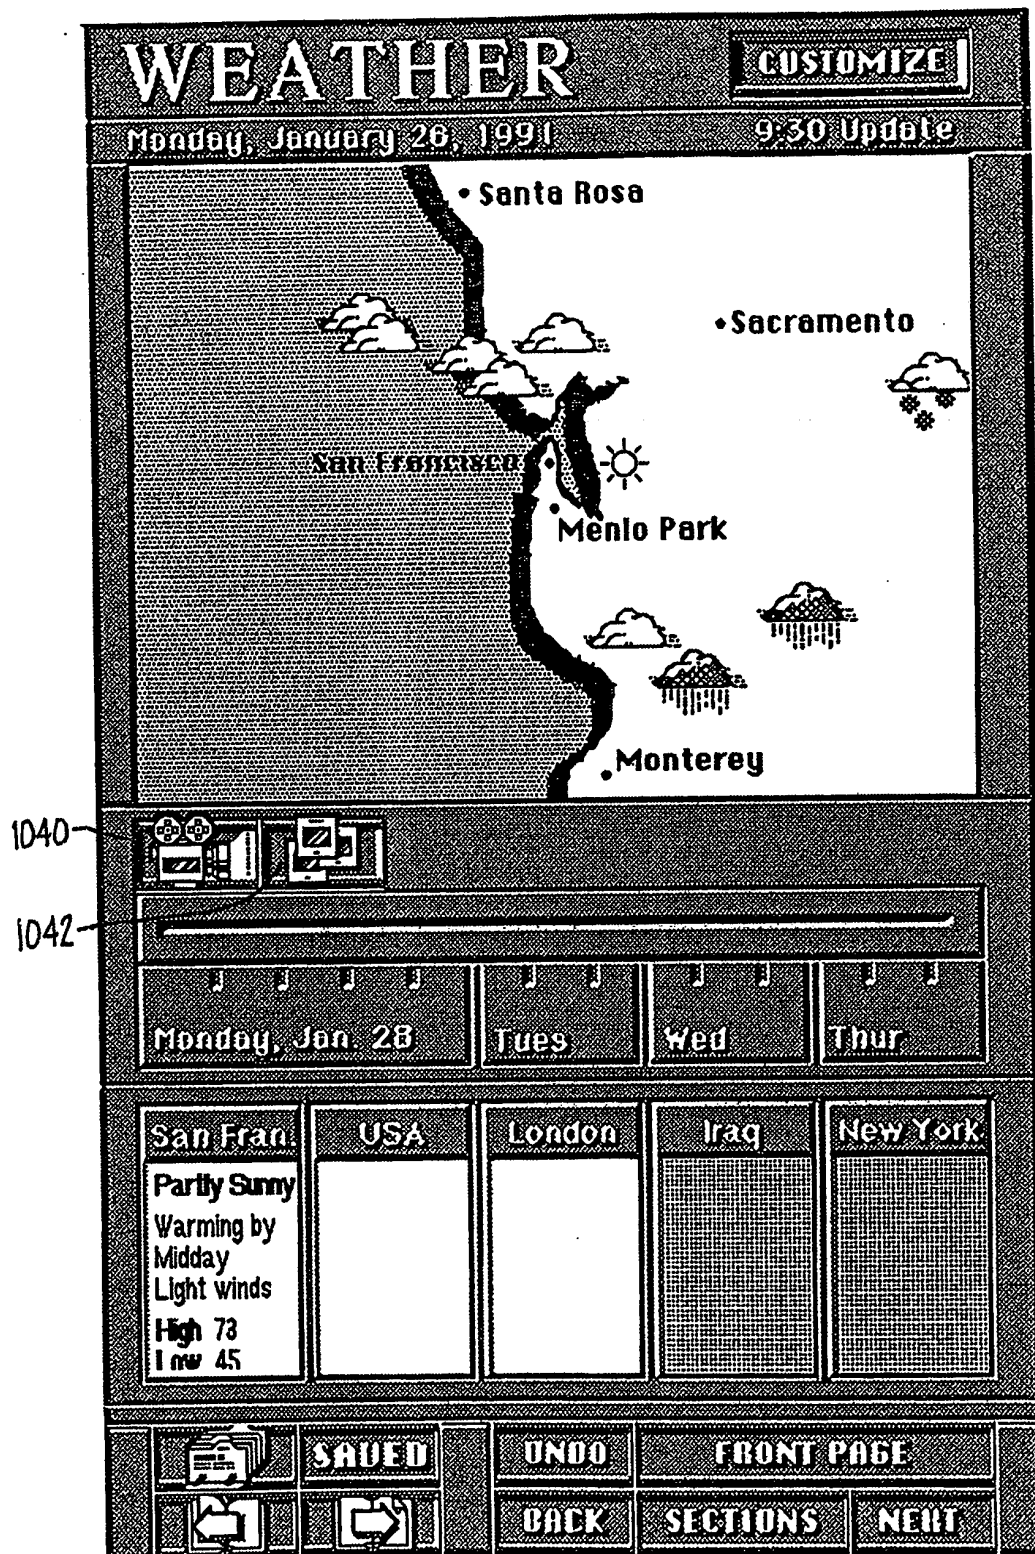 WEATHER
CUSTOMIZE
Monday, January 26, 1991
9:30 Update
Santa Rosa
Sacramento
San Francisco
Menlo Park
Monterey
1040
1042
Monday, Jan. 28
Tues
Wed
Thur
San Fran.
USA
London
Iraq
New York
Partly Sunny
Warming by
Midday
Light winds
High 73
Low 45
SAVED
UNDO
FRONT PAGE
BACK
SECTIONS
NEXT